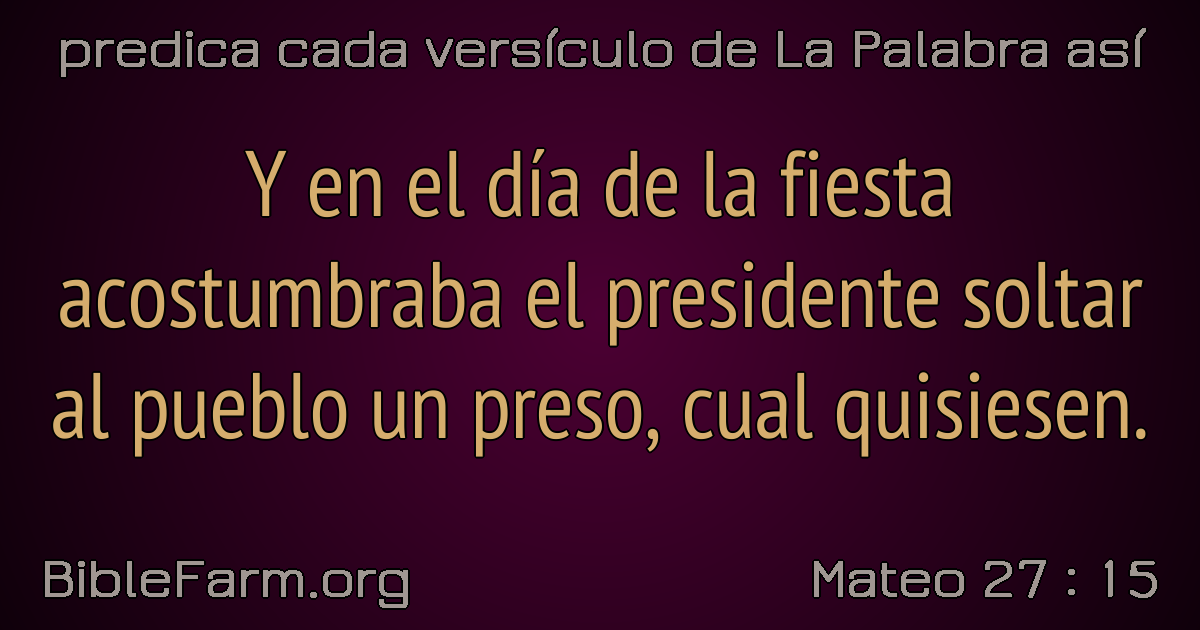 predica cada versículo de La Palabra así
Y en el día de la fiesta
acostumbraba el presidente soltar
al pueblo un preso, cual quisiesen.
BibleFarm.org
Mateo 27 : 15